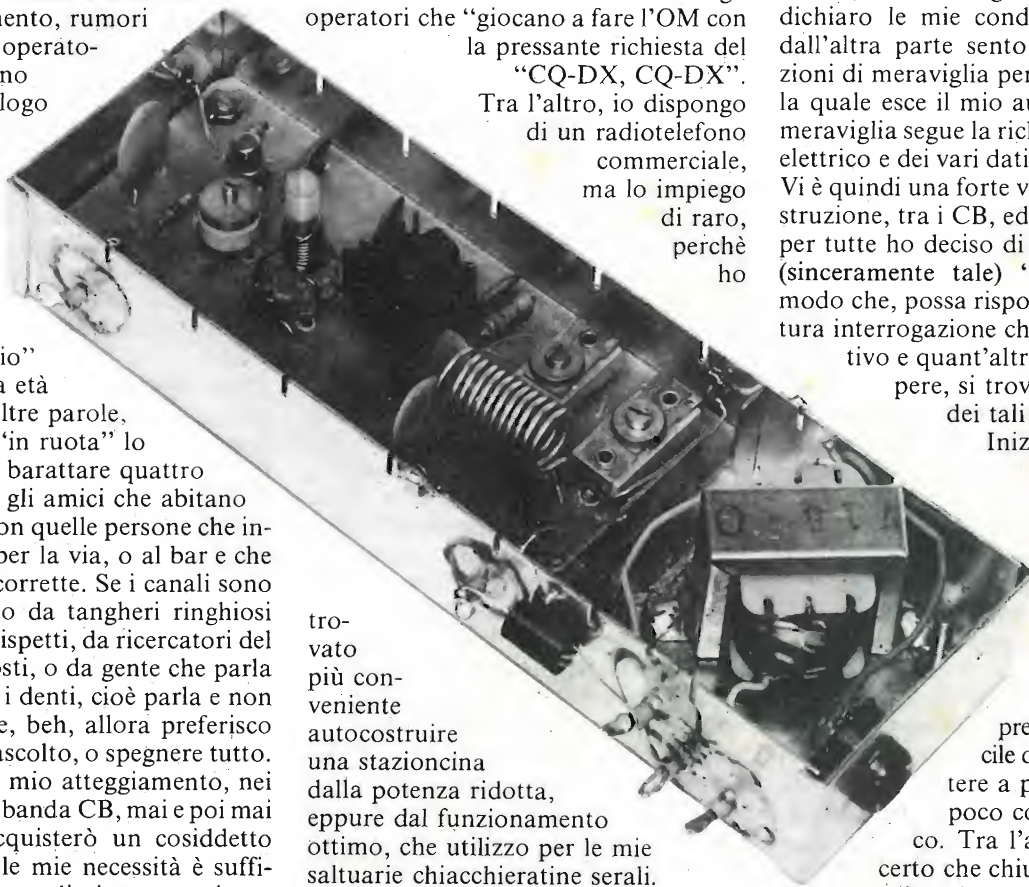 mento, rumori
operato-
no
logo
io"
a età
ltre parole,
"in ruota" lo
barattare quattro
gli amici che abitano
on quelle persone che in-
per la via, o al bar e che
corrette. Se i canali sono
o da tangheri ringhiosi
ispetti, da ricercatori del
osti, o da gente che parla
i denti, cioè parla e non
e, beh, allora preferisco
ascolto, o spegnere tutto.
mio atteggiamento, nei
banda CB, mai e poi mai
cquisterò un cosiddetto
le mie necessità è suffi-
operatori che "giocano a fare l'OM con
la pressante richiesta del
"CQ-DX, CQ-DX".
Tra l'altro, io dispongo
di un radiotelefono
commerciale,
ma lo impiego
di raro,
perchè
ho
tro-
vato
più con-
veniente
autocostruire
una stazioncina
dalla potenza ridotta,
eppure dal funzionamento
ottimo, che utilizzo per le mie
saltuarie chiacchieratine serali.
dichiaro le mie cond
dall'altra parte sento
zioni di meraviglia per
la quale esce il mio au
meraviglia segue la rich
elettrico e dei vari dati
Vi è quindi una forte v
struzione, tra i CB, ed
per tutte ho deciso di
(sinceramente tale) '
modo che, possa rispo
tura interrogazione ch
tivo e quant'altr
pere, si trov
dei tali
Iniz
pre
cile d
tere a p
poco co
co. Tra l'a
certo che chiu